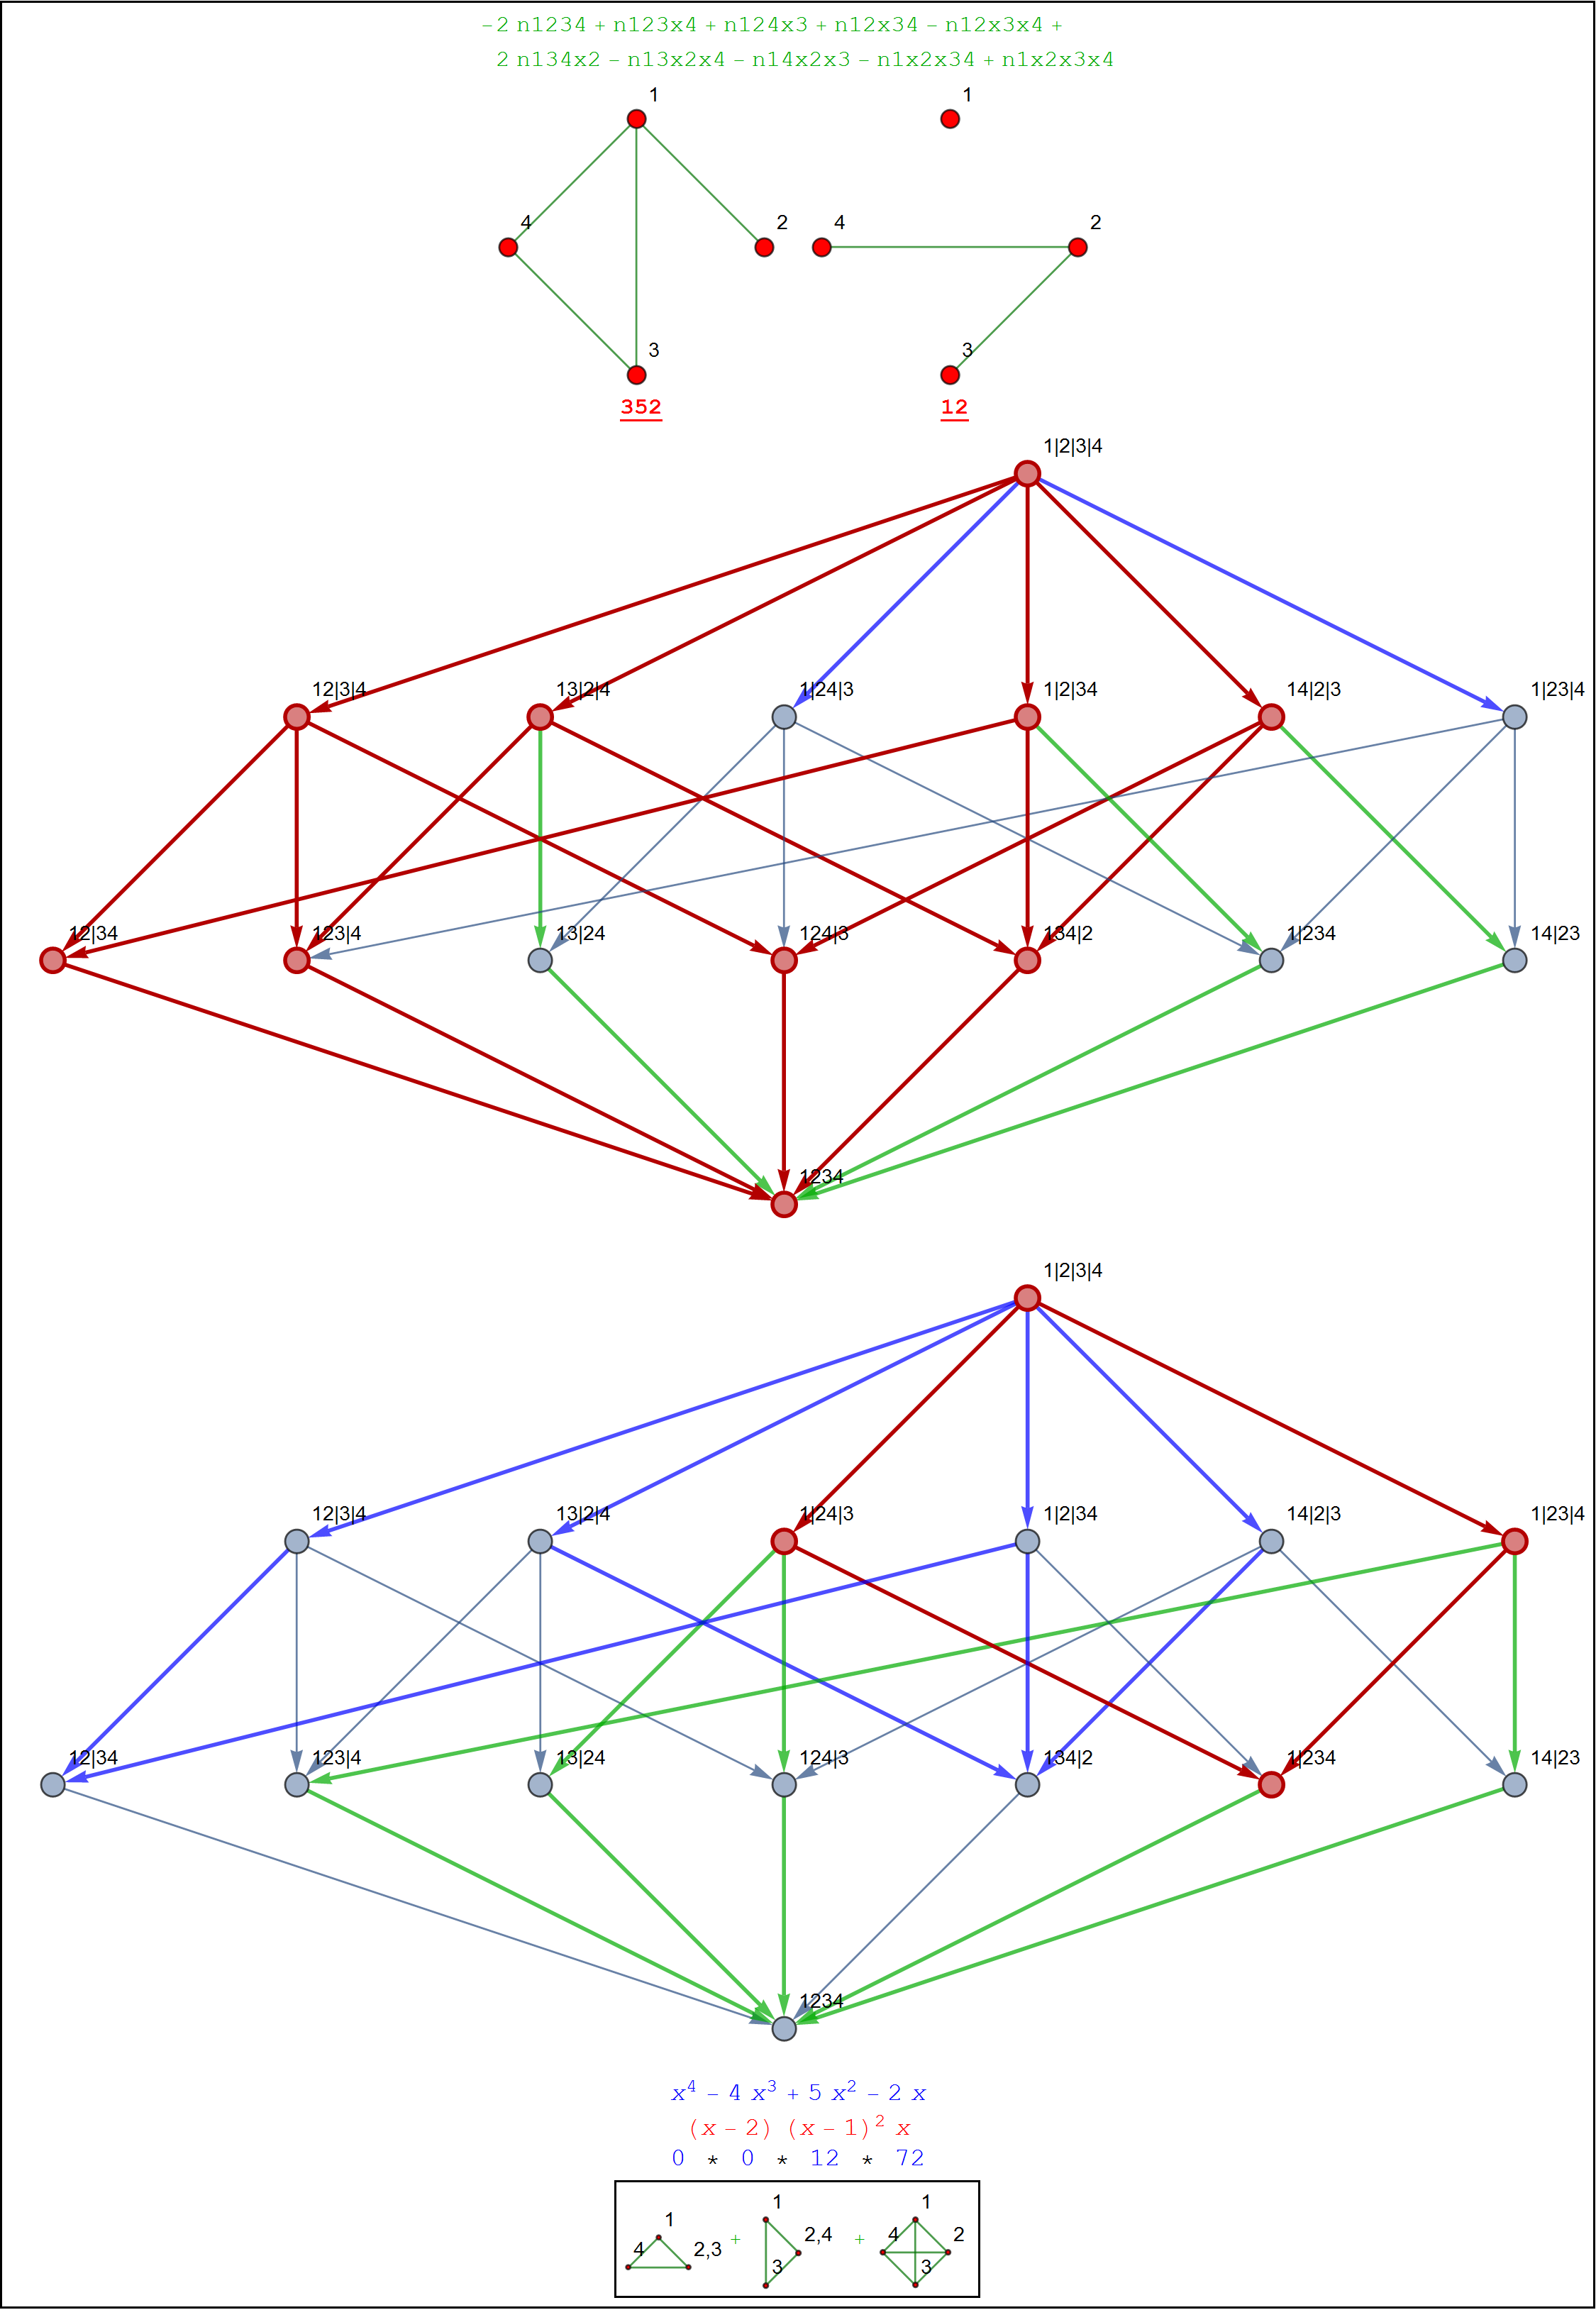 -2 n1234 + n123x4 + n124x3 + n12x34 - n12x3x4 +
2 n134x2 - n13x2x4 - n14x2x3 - n1x2x34 + n1x2x3x4
1 1
4 2 4 2
3 3
352 12
1|2|3|4
12|3|4 13|2|4 1|24|3 1|2|34 14|2|3 1|23|4
12|34 123|4 13|24 124|3 134|2 1|234 14|23
1234
1|2|3|4
12|3|4 13|2|4 1|24|3 1|2|34 14|2|3 1|23|4
12|34 123|4 13|24 124|3 134|2 1|234 14|23
1234
x⁴ - 4 x³ + 5 x² - 2 x
(x - 2) (x - 1)² x
0 * 0 * 12 * 72
1 1 1
4 2,3 + 2,4 + 4 2
3 3